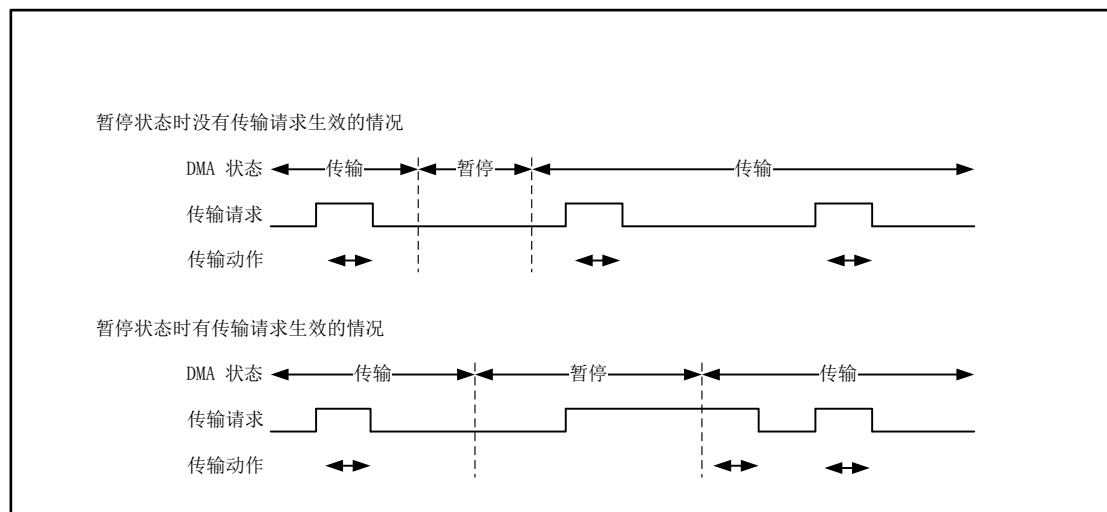 暂停状态时没有传输请求生效的情况
DMA 状态 传输 暂停 传输
传输请求
传输动作
暂停状态时有传输请求生效的情况
DMA 状态 传输 暂停 传输
传输请求
传输动作